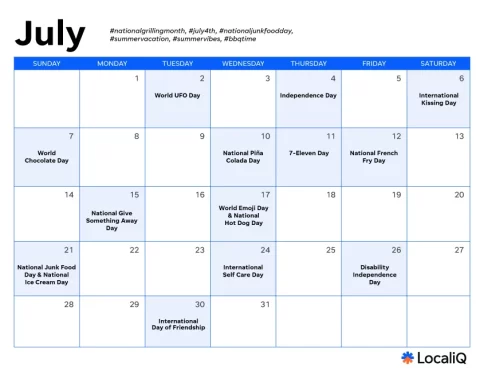 July
#nationalgrillingmonth, #july4th, #nationaljunkfoodday,
#summervacation, #summervibes, #bbqtime
SUNDAY MONDAY TUESDAY WEDNESDAY THURSDAY FRIDAY SATURDAY
1 2 3 4 5 6
World UFO Day
Independence Day
International
Kissing Day
7 8 9 10 11 12 13
World
Chocolate Day
National Piña
Colada Day
7-Eleven Day
National French
Fry Day
14 15 16 17 18 19 20
National Give
Something Away
Day
World Emoji Day
& National
Hot Dog Day
21 22 23 24 25 26 27
National Junk Food
Day & National
Ice Cream Day
International
Self Care Day
Disability
Independence
Day
28 29 30 31
International
Day of Friendship
LocaliQ